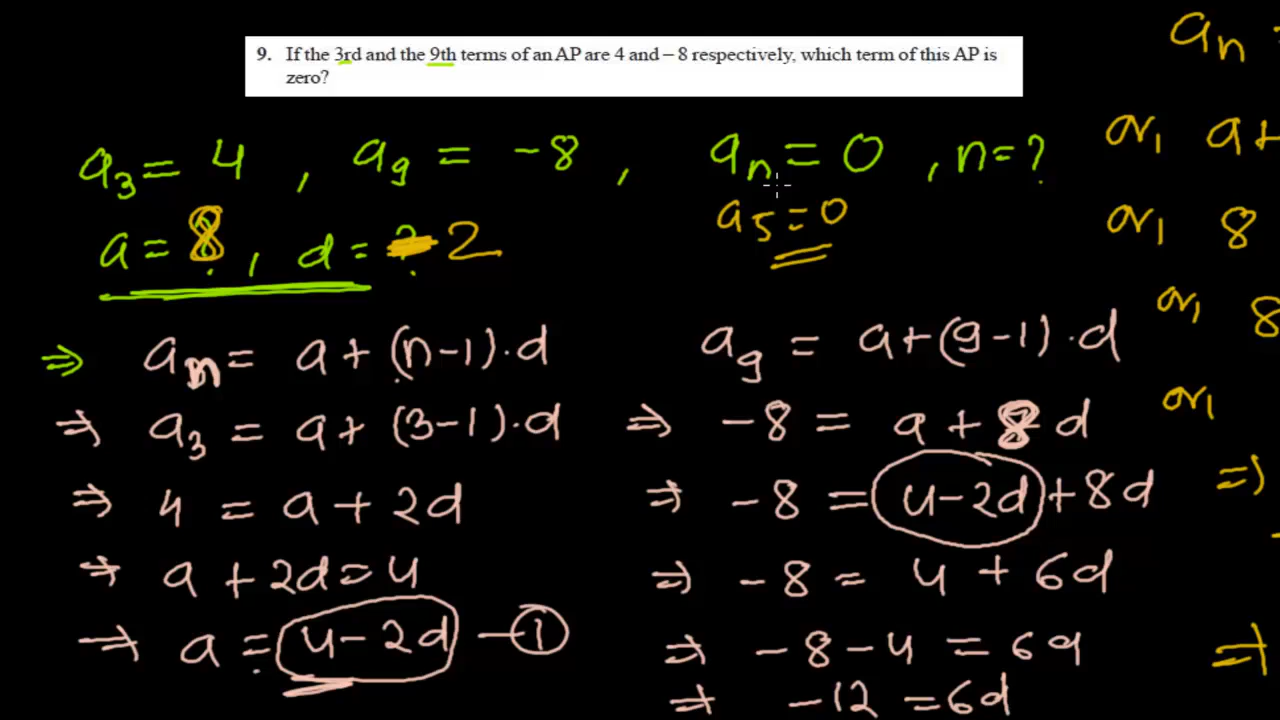 9. If the 3rd and the 9th terms of an AP are 4 and – 8 respectively, which term of this AP is
zero?
a₃ = 4 , a₉ = -8 , aₙ = 0 , n = ?
a = 8 , d = -2
a₅ = 0
⇒ aₙ = a + (n-1).d
⇒ a₃ = a + (3-1).d
⇒ 4 = a + 2d
⇒ a + 2d = 4
⇒ a = 4 - 2d — ①
a₉ = a + (9-1).d
⇒ -8 = a + 8d
⇒ -8 = 4 - 2d + 8d
⇒ -8 = 4 + 6d
⇒ -8 - 4 = 6d
⇒ -12 = 6d
aₙ =
or, a +
or, 8
or, 8
or,
⇒
⇒